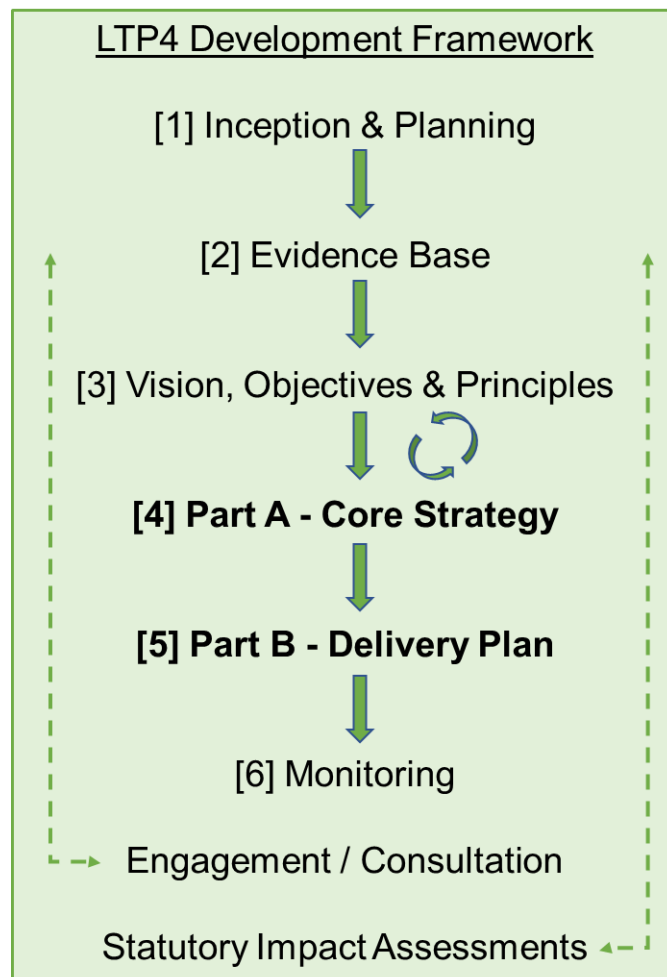 LTP4 Development Framework
[1] Inception & Planning
[2] Evidence Base
[3] Vision, Objectives & Principles
[4] Part A - Core Strategy
[5] Part B - Delivery Plan
[6] Monitoring
Engagement / Consultation
Statutory Impact Assessments